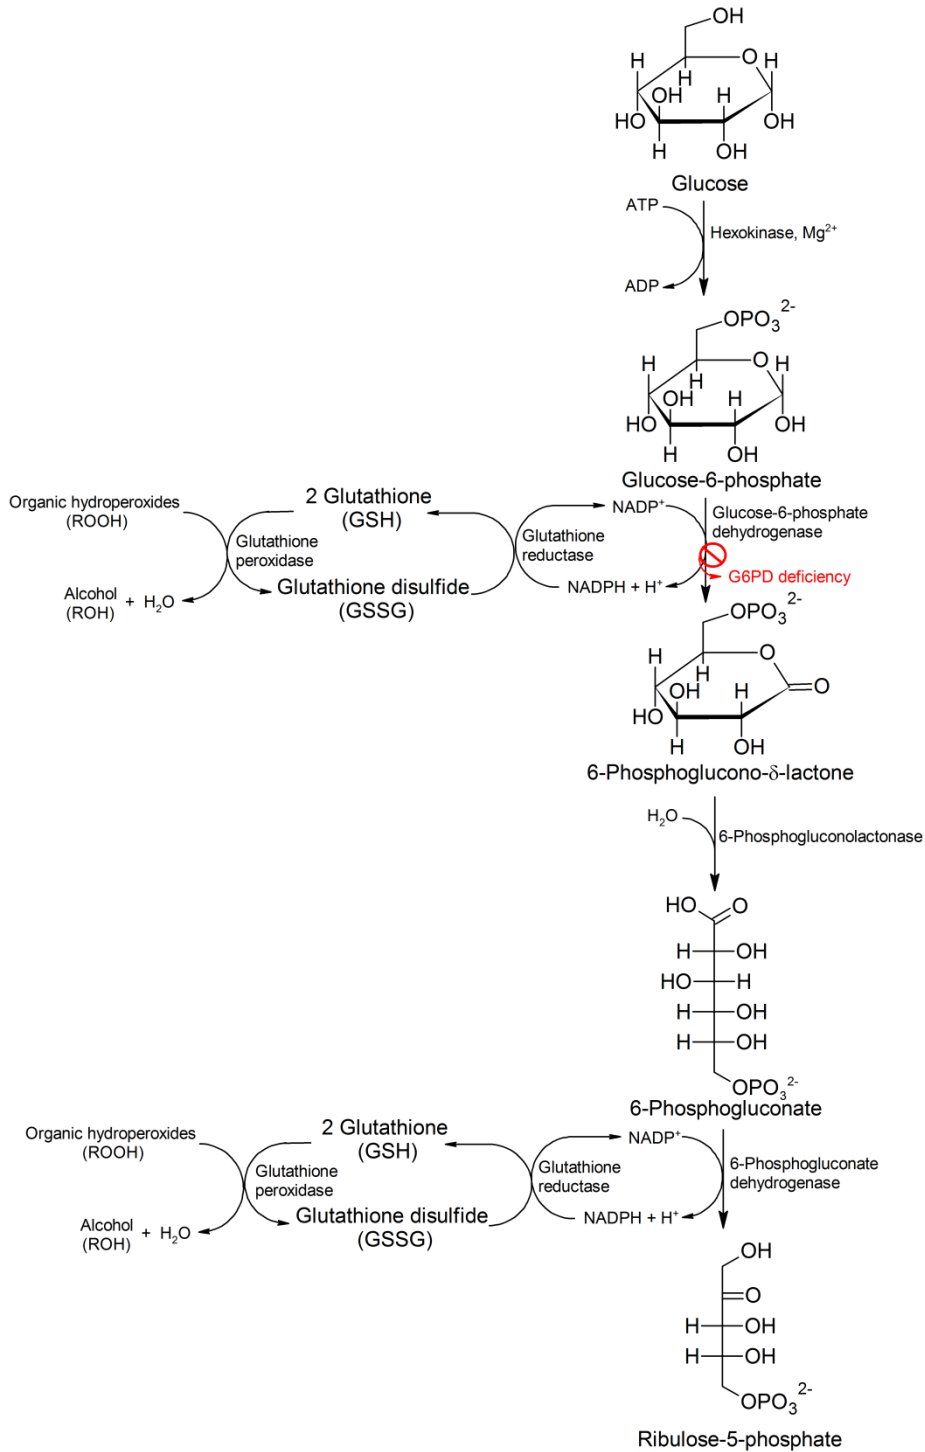 OH
H
O
H
H
OH
H
HO
OH
H
OH
Glucose
ATP
Hexokinase, Mg²⁺
ADP
OPO₃²⁻
H
O
H
H
OH
H
HO
OH
H
OH
Glucose-6-phosphate
Organic hydroperoxides
(ROOH)
2 Glutathione
(GSH)
NADP⁺
Glucose-6-phosphate
dehydrogenase
Glutathione
peroxidase
Glutathione
reductase
G6PD deficiency
Alcohol
(ROH)
+ H₂O
Glutathione disulfide
(GSSG)
NADPH + H⁺
OPO₃²⁻
H
O
H
OH
H
O
HO
H
OH
6-Phosphoglucono-δ-lactone
H₂O
6-Phosphogluconolactonase
HO
O
H
OH
HO
H
H
OH
H
OH
OPO₃²⁻
6-Phosphogluconate
Organic hydroperoxides
(ROOH)
2 Glutathione
(GSH)
NADP⁺
6-Phosphogluconate
dehydrogenase
Glutathione
peroxidase
Glutathione
reductase
Alcohol
(ROH)
+ H₂O
Glutathione disulfide
(GSSG)
NADPH + H⁺
OH
O
H
OH
H
OH
OPO₃²⁻
Ribulose-5-phosphate